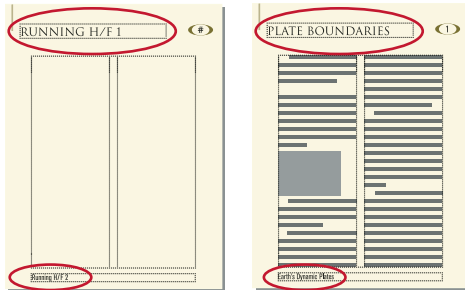 RUNNING H/F 1
#
Running H/F 2
PLATE BOUNDARIES
1
Earth's Dynamic Plates